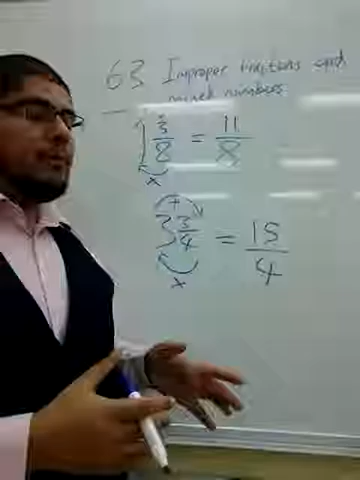 63 Improper fractions and
mixed numbers
1 3/8 = 11/8
x
+
3 3/4 = 15/4
x